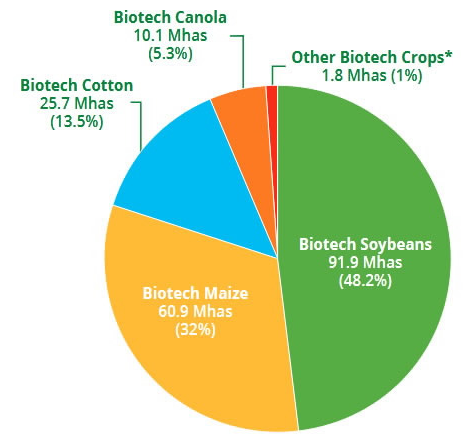 Biotech Canola
10.1 Mhas
(5.3%)
Other Biotech Crops*
1.8 Mhas (1%)
Biotech Cotton
25.7 Mhas
(13.5%)
Biotech Soybeans
91.9 Mhas
(48.2%)
Biotech Maize
60.9 Mhas
(32%)